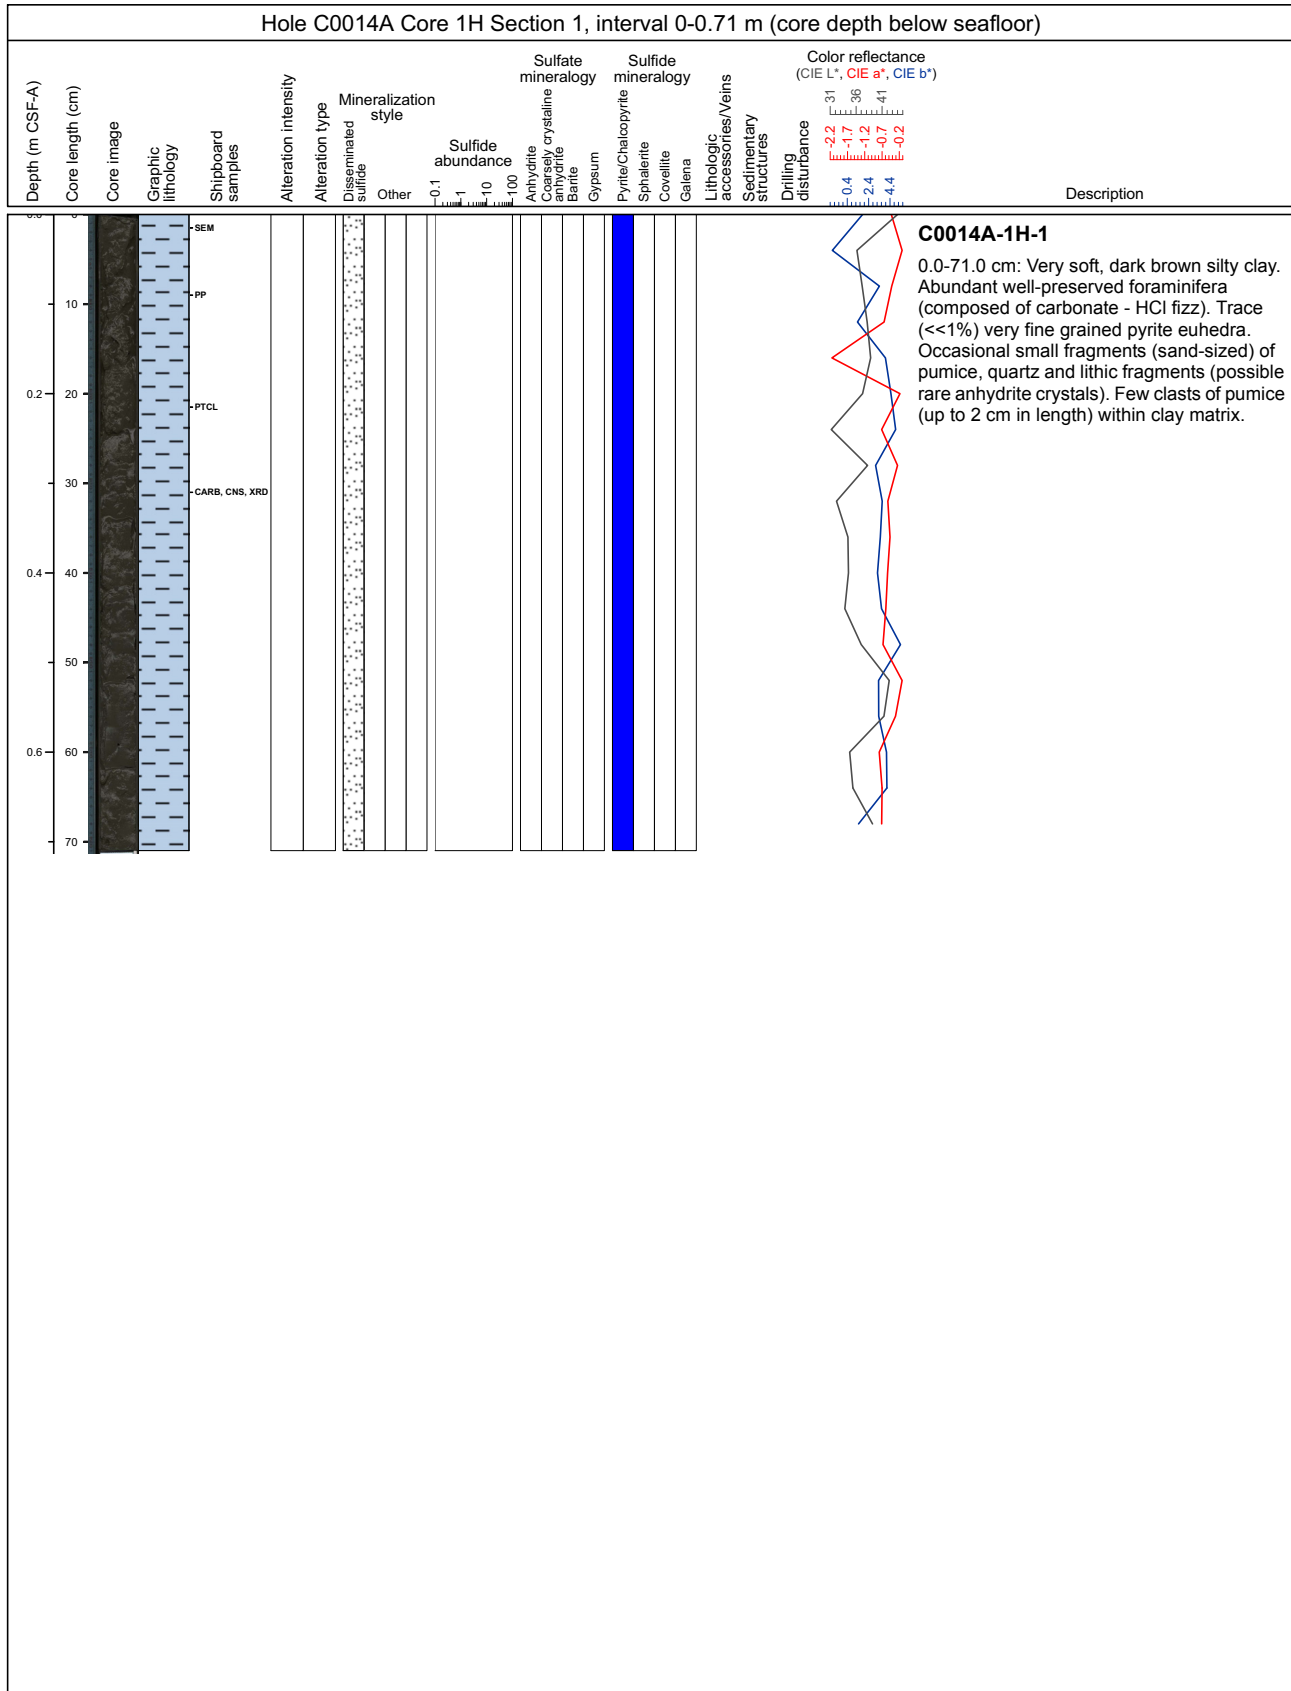 Hole C0014A Core 1H Section 1, interval 0-0.71 m (core depth below seafloor)
Depth (m CSF-A)
Core length (cm)
Core image
Graphic
lithology
Shipboard
samples
Alteration intensity
Alteration type
Mineralization
style
Disseminated
sulfide
Other
Sulfide
abundance
0.1
1
10
100
Sulfate
mineralogy
Anhydrite
Coarsely crystaline
anhydrite
Barite
Gypsum
Sulfide
mineralogy
Pyrite/Chalcopyrite
Sphalerite
Covellite
Galena
Lithologic
accessories/Veins
Sedimentary
structures
Drilling
disturbance
Color reflectance
(CIE L*, CIE a*, CIE b*)
31
36
41
-2.2
-1.7
-1.2
-0.7
-0.2
0.4
2.4
4.4
Description
0.0
0.2
0.4
0.6
0
10
20
30
40
50
60
70
SEM
PP
PTCL
CARB, CNS, XRD
C0014A-1H-1
0.0-71.0 cm: Very soft, dark brown silty clay.
Abundant well-preserved foraminifera
(composed of carbonate - HCl fizz). Trace
(<<1%) very fine grained pyrite euhedra.
Occasional small fragments (sand-sized) of
pumice, quartz and lithic fragments (possible
rare anhydrite crystals). Few clasts of pumice
(up to 2 cm in length) within clay matrix.